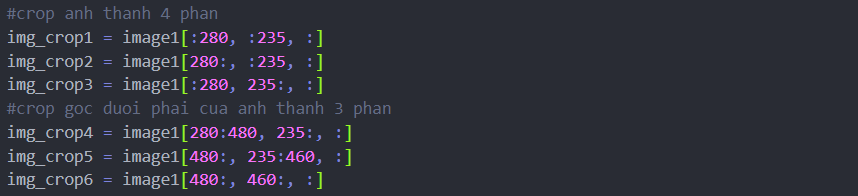 #crop anh thanh 4 phan
img_crop1 = image1[:280, :235, :]
img_crop2 = image1[280:, :235, :]
img_crop3 = image1[:280, 235:, :]
#crop goc duoi phai cua anh thanh 3 phan
img_crop4 = image1[280:480, 235:, :]
img_crop5 = image1[480:, 235:460, :]
img_crop6 = image1[480:, 460:, :]